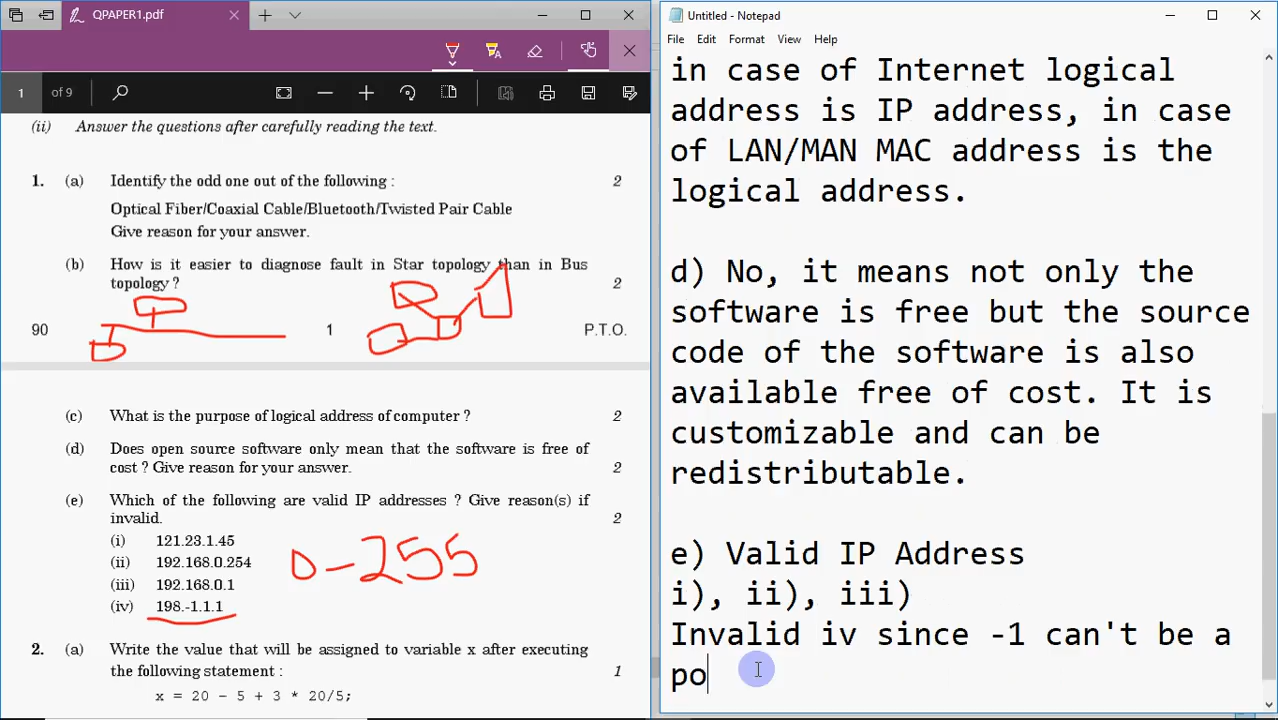 QPAPER1.pdf
1 of 9
(ii) Answer the questions after carefully reading the text.
1. (a) Identify the odd one out of the following : 2
Optical Fiber/Coaxial Cable/Bluetooth/Twisted Pair Cable
Give reason for your answer.
(b) How is it easier to diagnose fault in Star topology than in Bus
topology ? 2
90 1 P.T.O.
(c) What is the purpose of logical address of computer ? 2
(d) Does open source software only mean that the software is free of
cost ? Give reason for your answer. 2
(e) Which of the following are valid IP addresses ? Give reason(s) if
invalid. 2
(i) 121.23.1.45
(ii) 192.168.0.254
(iii) 192.168.0.1
(iv) 198.-1.1.1
0-255
2. (a) Write the value that will be assigned to variable x after executing
the following statement : 1
x = 20 - 5 + 3 * 20/5;
Untitled - Notepad
File Edit Format View Help
in case of Internet logical
address is IP address, in case
of LAN/MAN MAC address is the
logical address.
d) No, it means not only the
software is free but the source
code of the software is also
available free of cost. It is
customizable and can be
redistributable.
e) Valid IP Address
i), ii), iii)
Invalid iv since -1 can't be a
po